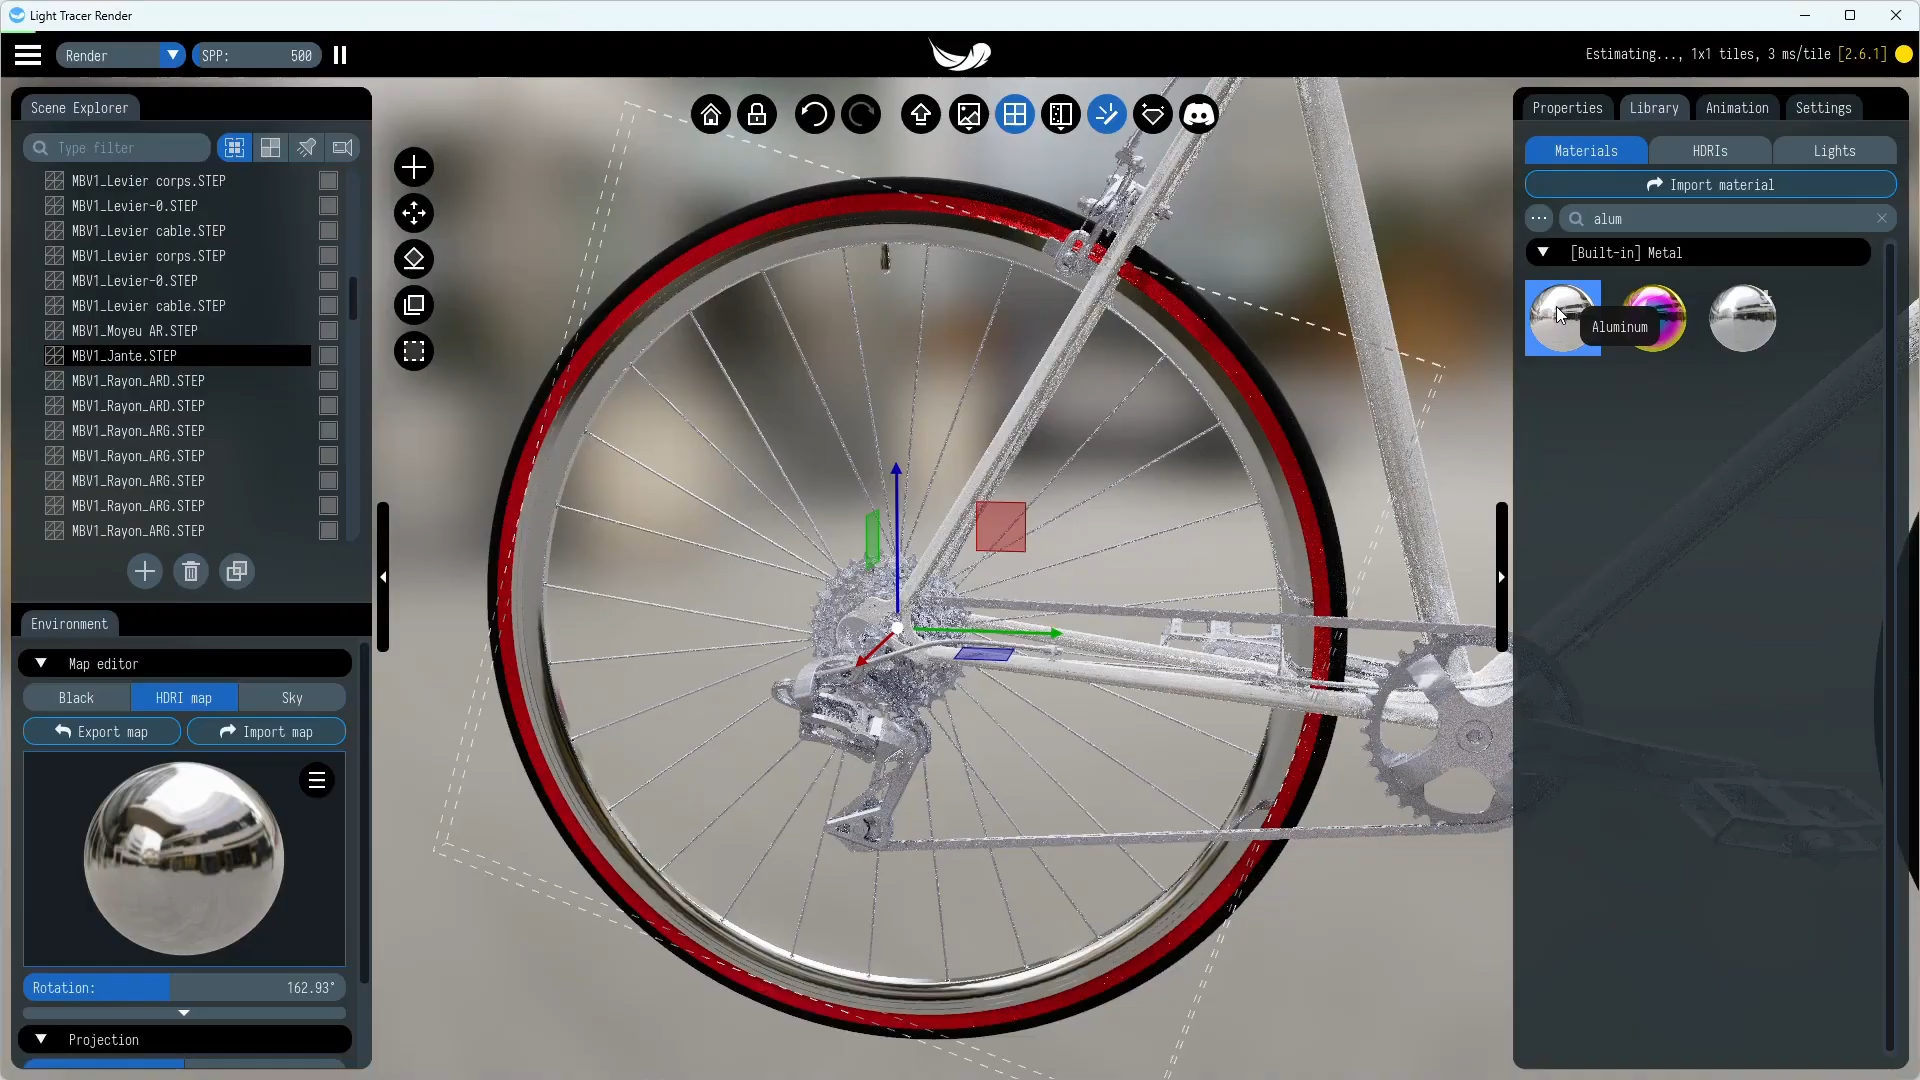 Light Tracer Render
Render
SPP: 500
Estimating..., 1x1 tiles, 3 ms/tile [2.6.1]
Scene Explorer
Type filter
MBV1_Levier corps.STEP
MBV1_Levier-0.STEP
MBV1_Levier cable.STEP
MBV1_Levier corps.STEP
MBV1_Levier-0.STEP
MBV1_Levier cable.STEP
MBV1_Moyeu AR.STEP
MBV1_Jante.STEP
MBV1_Rayon_ARD.STEP
MBV1_Rayon_ARD.STEP
MBV1_Rayon_ARG.STEP
MBV1_Rayon_ARG.STEP
MBV1_Rayon_ARG.STEP
MBV1_Rayon_ARG.STEP
MBV1_Rayon_ARG.STEP
Environment
Map editor
Black HDRI map Sky
Export map Import map
Rotation: 162.93°
Projection
Properties Library Animation Settings
Materials HDRIs Lights
Import material
alum
[Built-in] Metal
Aluminum